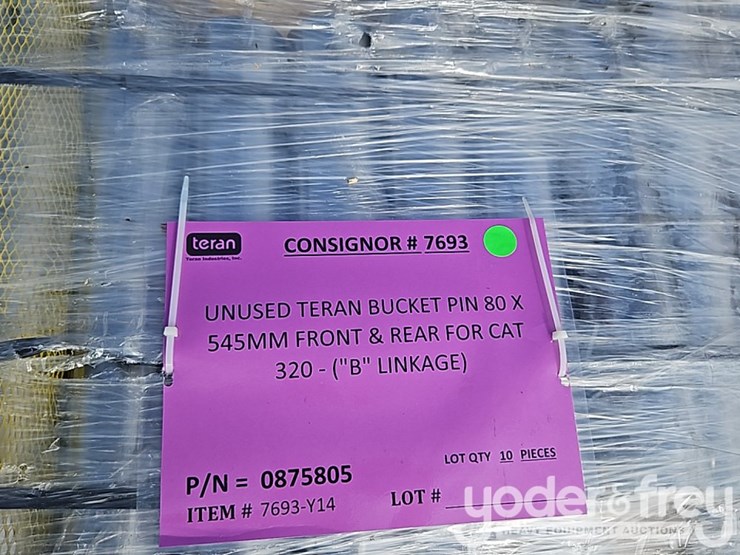 teran
Teran Industries, Inc.
CONSIGNOR # 7693
UNUSED TERAN BUCKET PIN 80 X
545MM FRONT & REAR FOR CAT
320 - ("B" LINKAGE)
LOT QTY 10 PIECES
P/N = 0875805
ITEM # 7693-Y14
LOT #
yoder & frey
HEAVY EQUIPMENT AUCTIONS